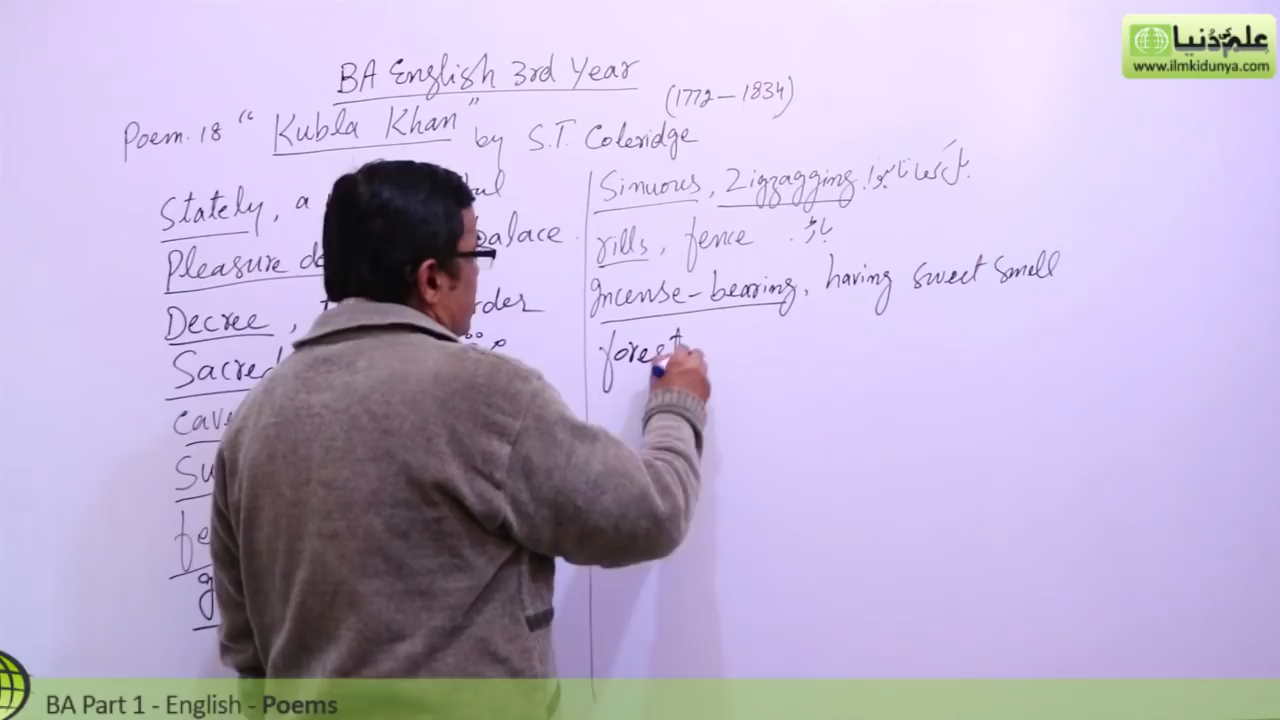 علم کی دُنیا
www.ilmkidunya.com
BA English 3rd Year
(1772 – 1834)
Poem. 18 "Kubla Khan" by S.T. Coleridge
Stately, a
Pleasure palace.
Decree,
Sacred
Sinuous, Zigzagging. بل کھاتا ہوا
rills, fence . باڑ
Incense-bearing, having sweet smell
forest
BA Part 1 - English - Poems